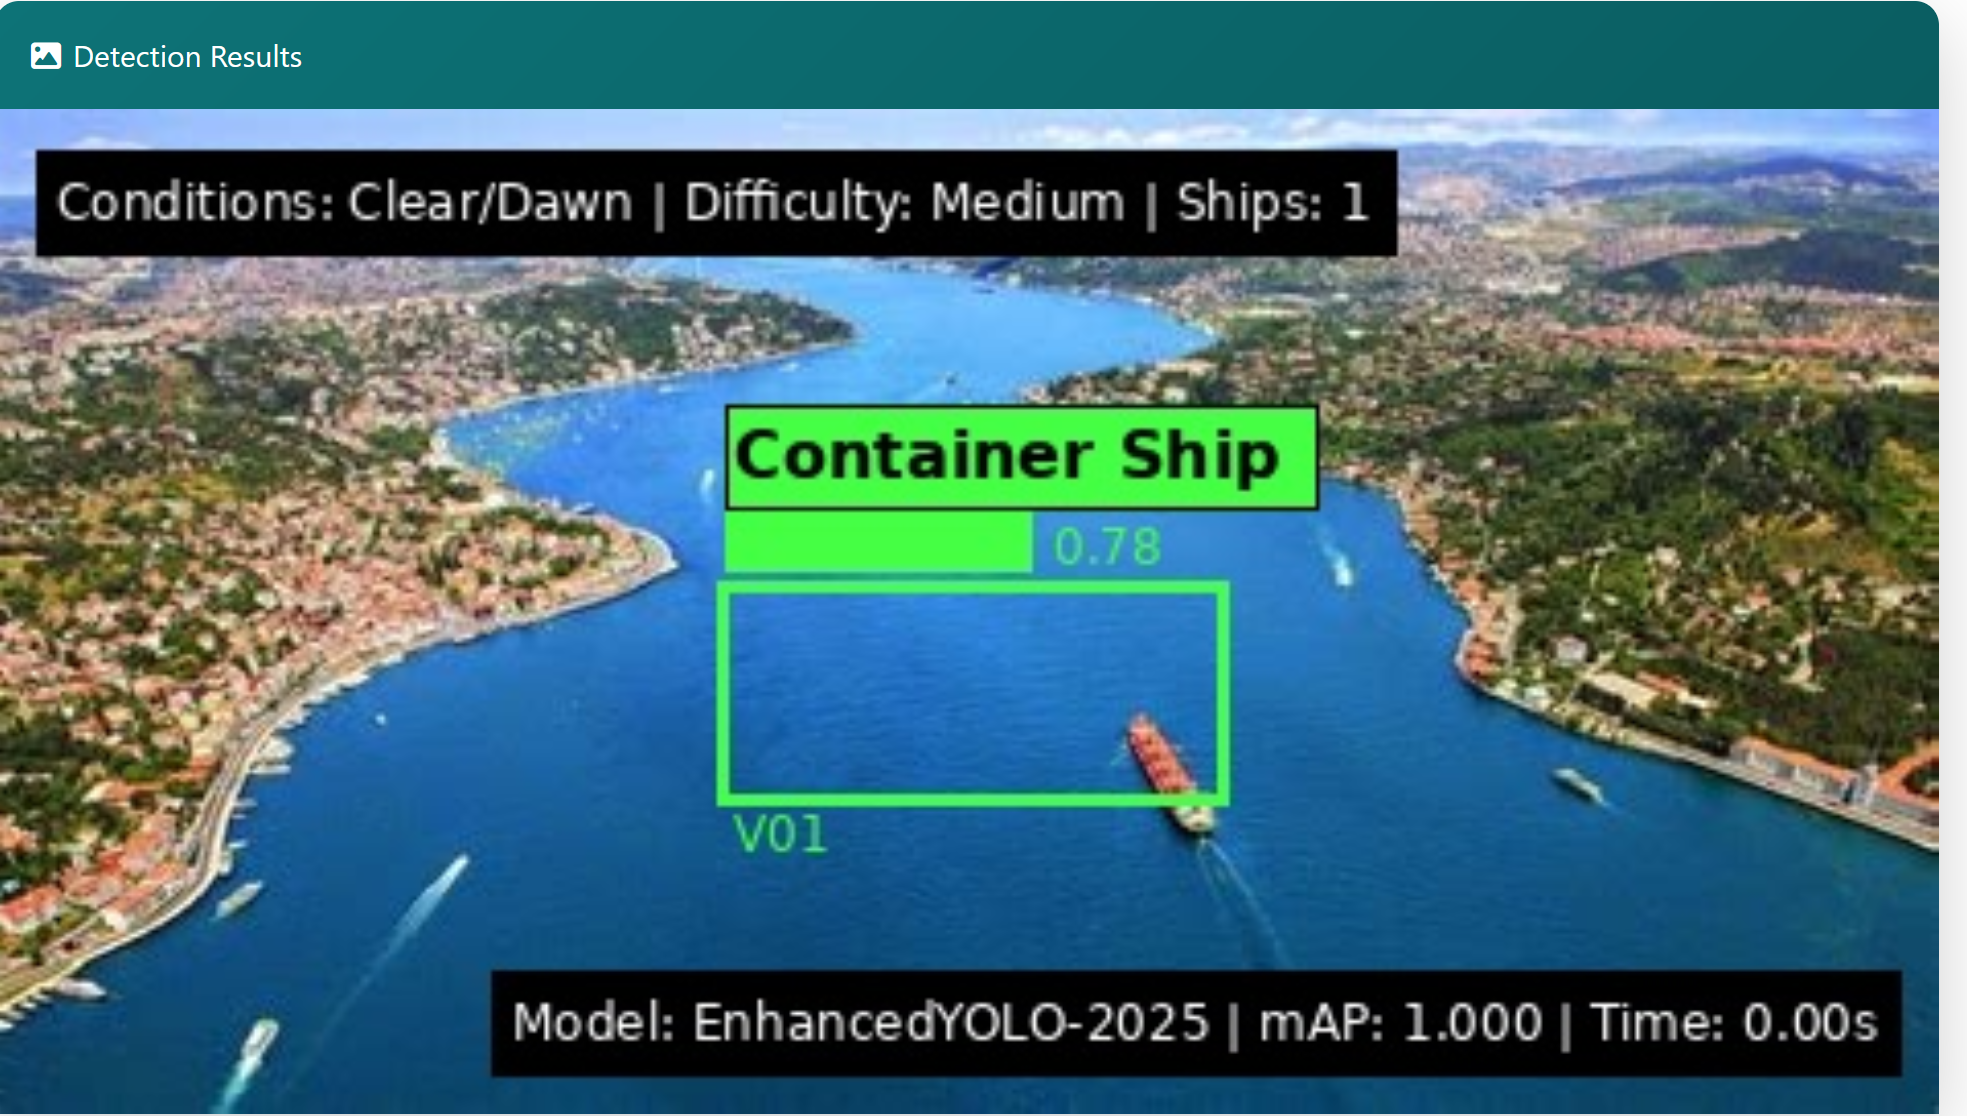 Detection Results
Conditions: Clear/Dawn | Difficulty: Medium | Ships: 1
Container Ship
0.78
V01
Model: EnhancedYOLO-2025 | mAP: 1.000 | Time: 0.00s